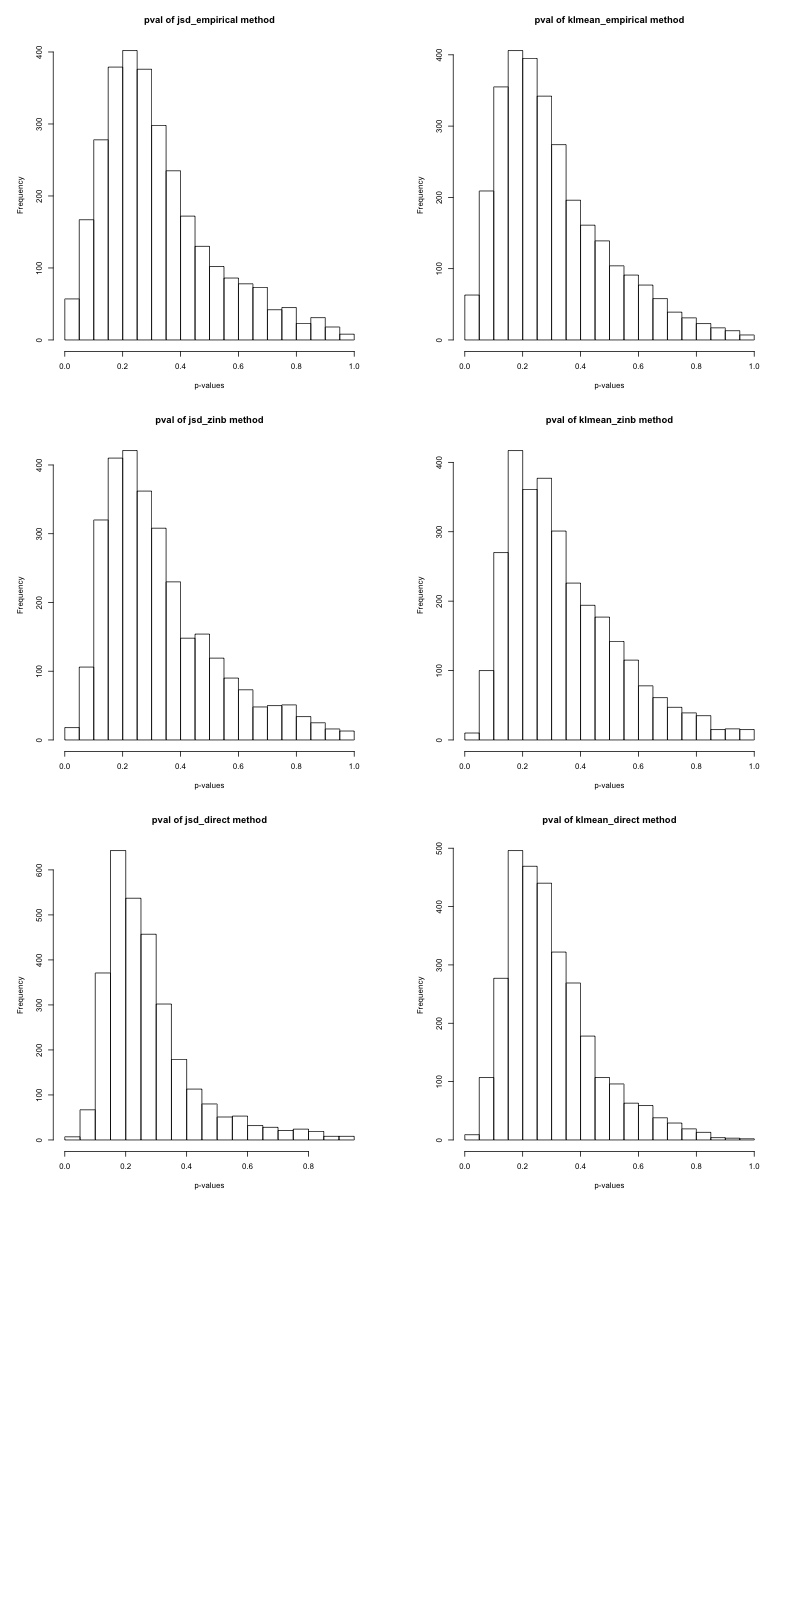 pval of jsd_empirical method
400
300
200
100
0
Frequency
0.0 0.2 0.4 0.6 0.8 1.0
p-values
pval of klmean_empirical method
400
300
200
100
0
Frequency
0.0 0.2 0.4 0.6 0.8 1.0
p-values
pval of jsd_zinb method
400
300
200
100
0
Frequency
0.0 0.2 0.4 0.6 0.8 1.0
p-values
pval of klmean_zinb method
400
300
200
100
0
Frequency
0.0 0.2 0.4 0.6 0.8 1.0
p-values
pval of jsd_direct method
600
500
400
300
200
100
0
Frequency
0.0 0.2 0.4 0.6 0.8
p-values
pval of klmean_direct method
500
400
300
200
100
0
Frequency
0.0 0.2 0.4 0.6 0.8 1.0
p-values